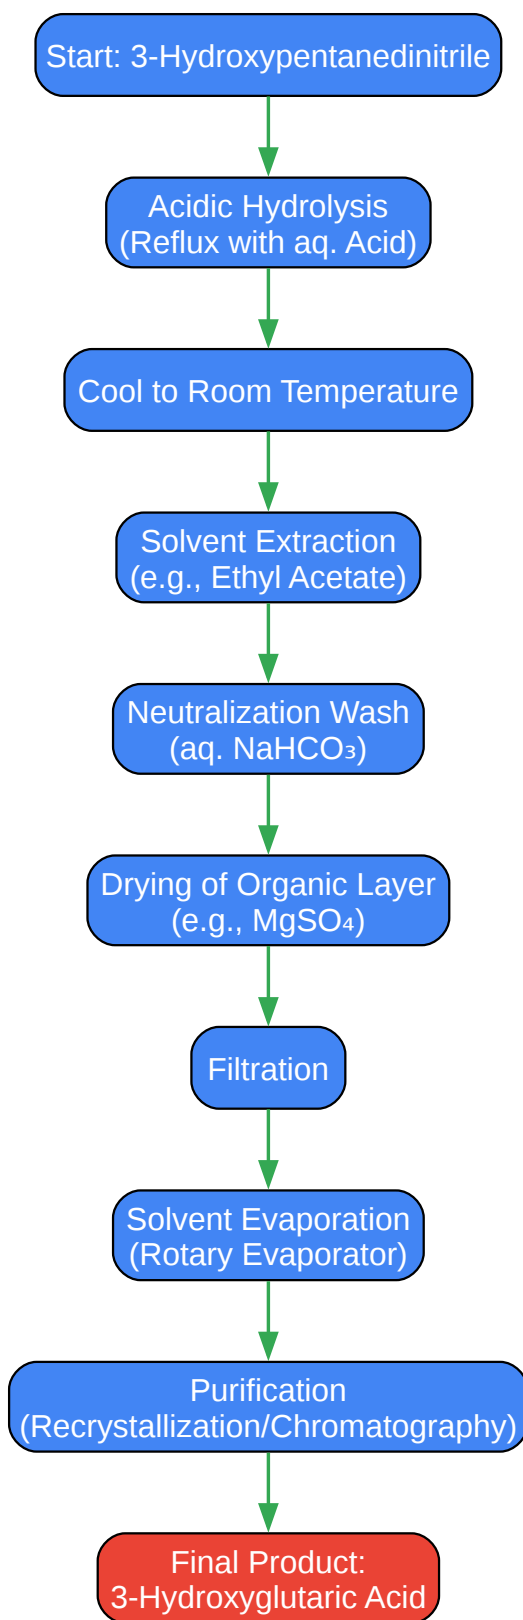 Start: 3-Hydroxypentanedinitrile
Acidic Hydrolysis
(Reflux with aq. Acid)
Cool to Room Temperature
Solvent Extraction
(e.g., Ethyl Acetate)
Neutralization Wash
(aq. NaHCO₃)
Drying of Organic Layer
(e.g., MgSO₄)
Filtration
Solvent Evaporation
(Rotary Evaporator)
Purification
(Recrystallization/Chromatography)
Final Product:
3-Hydroxyglutaric Acid